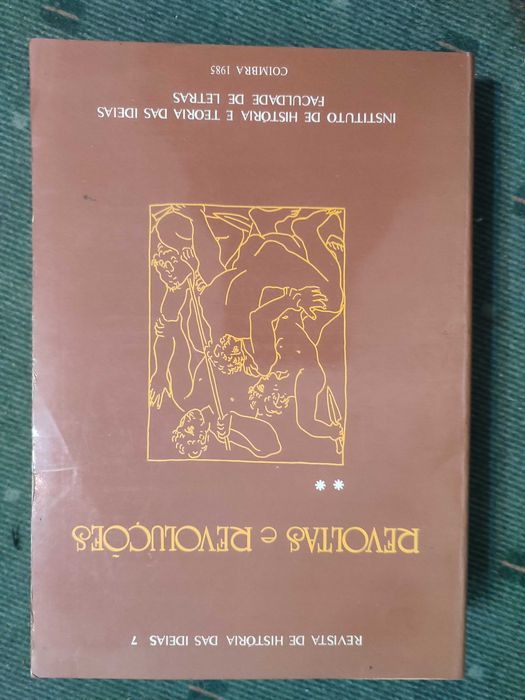 REVISTA DE HISTÓRIA DAS IDEIAS 7
REVOLTAS e REVOLUÇÕES
**
INSTITUTO DE HISTÓRIA E TEORIA DAS IDEIAS
FACULDADE DE LETRAS
COIMBRA 1985